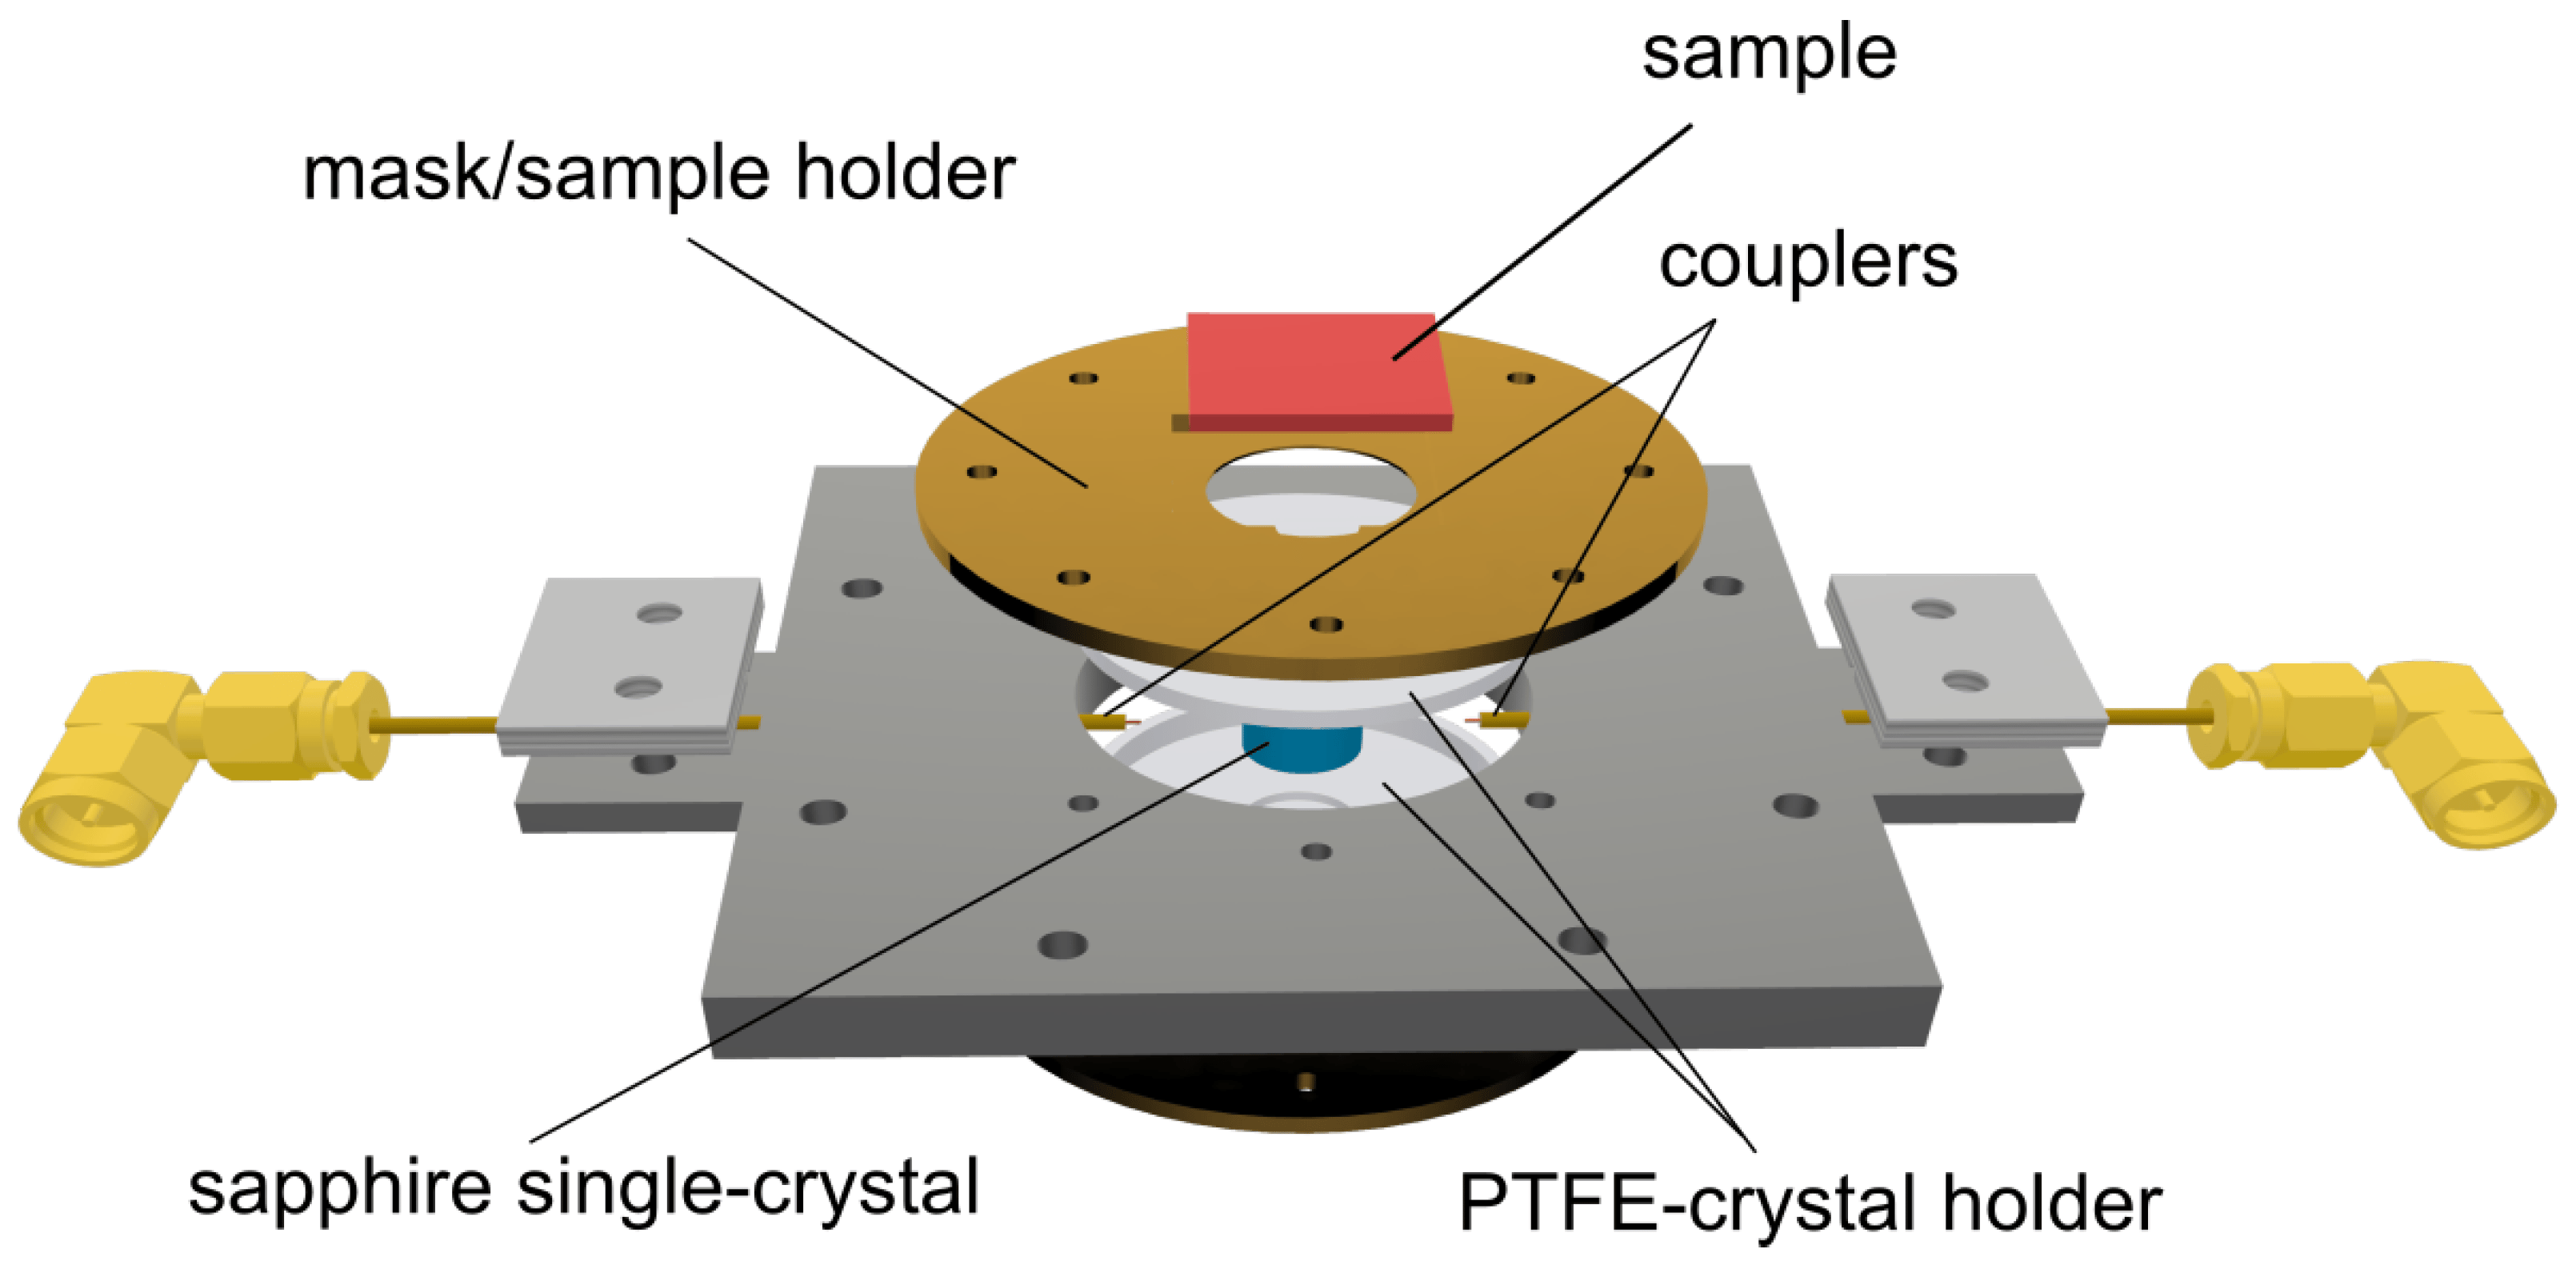 sample
mask/sample holder
couplers
sapphire single-crystal
PTFE-crystal holder